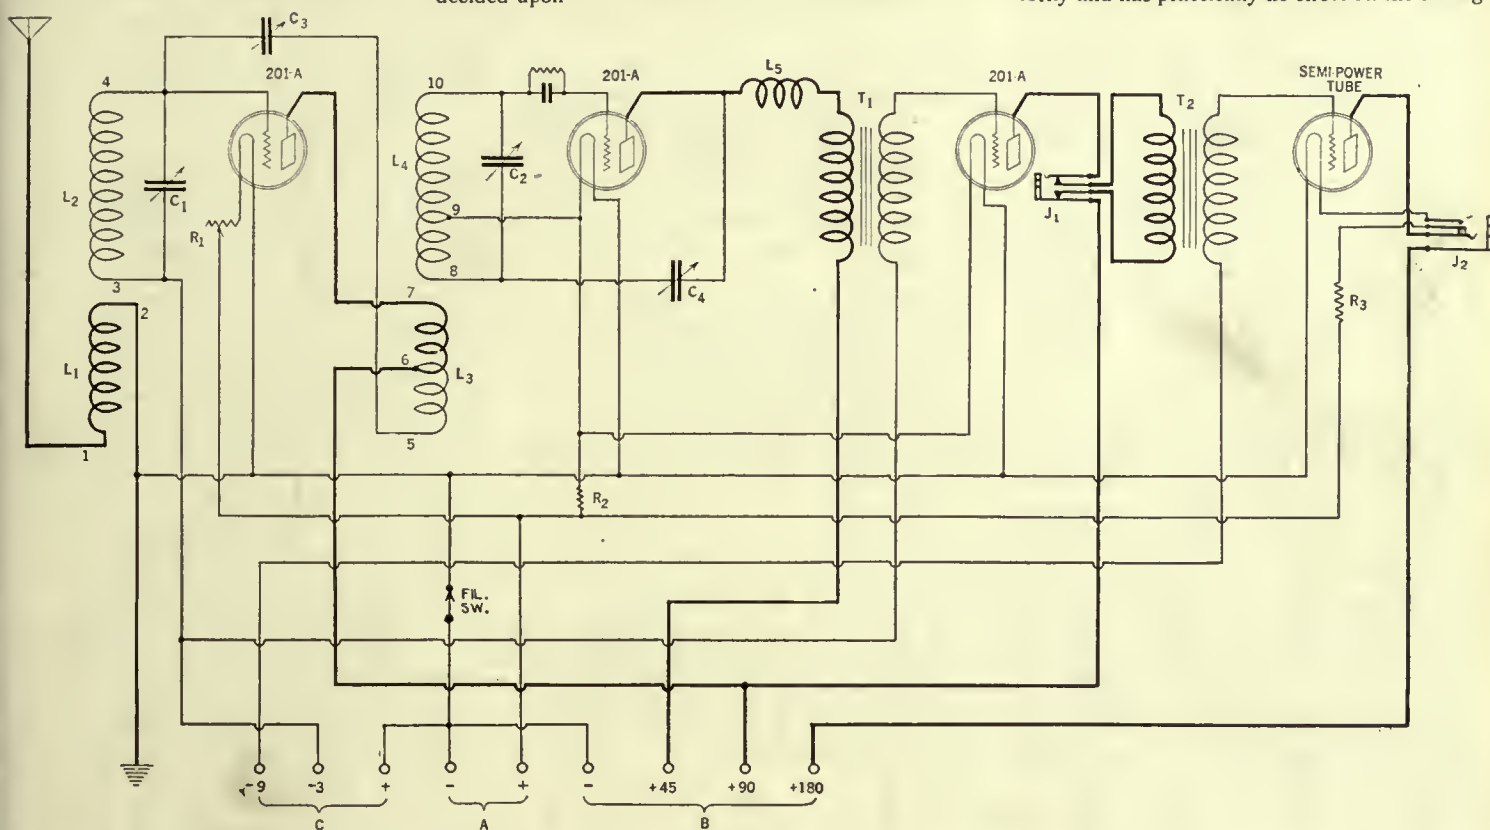 decided upon
C3
201-A
4
L2
C1
R1
3
2
L1
1
10
201-A
L4
C2
9
8
C4
7
6
L3
5
L5
T1
201-A
J1
T2
SEMI-POWER
TUBE
J2
R3
R2
FIL.
SW.
-9
-3
+
-
+
-
+45
+90
+180
C
A
B